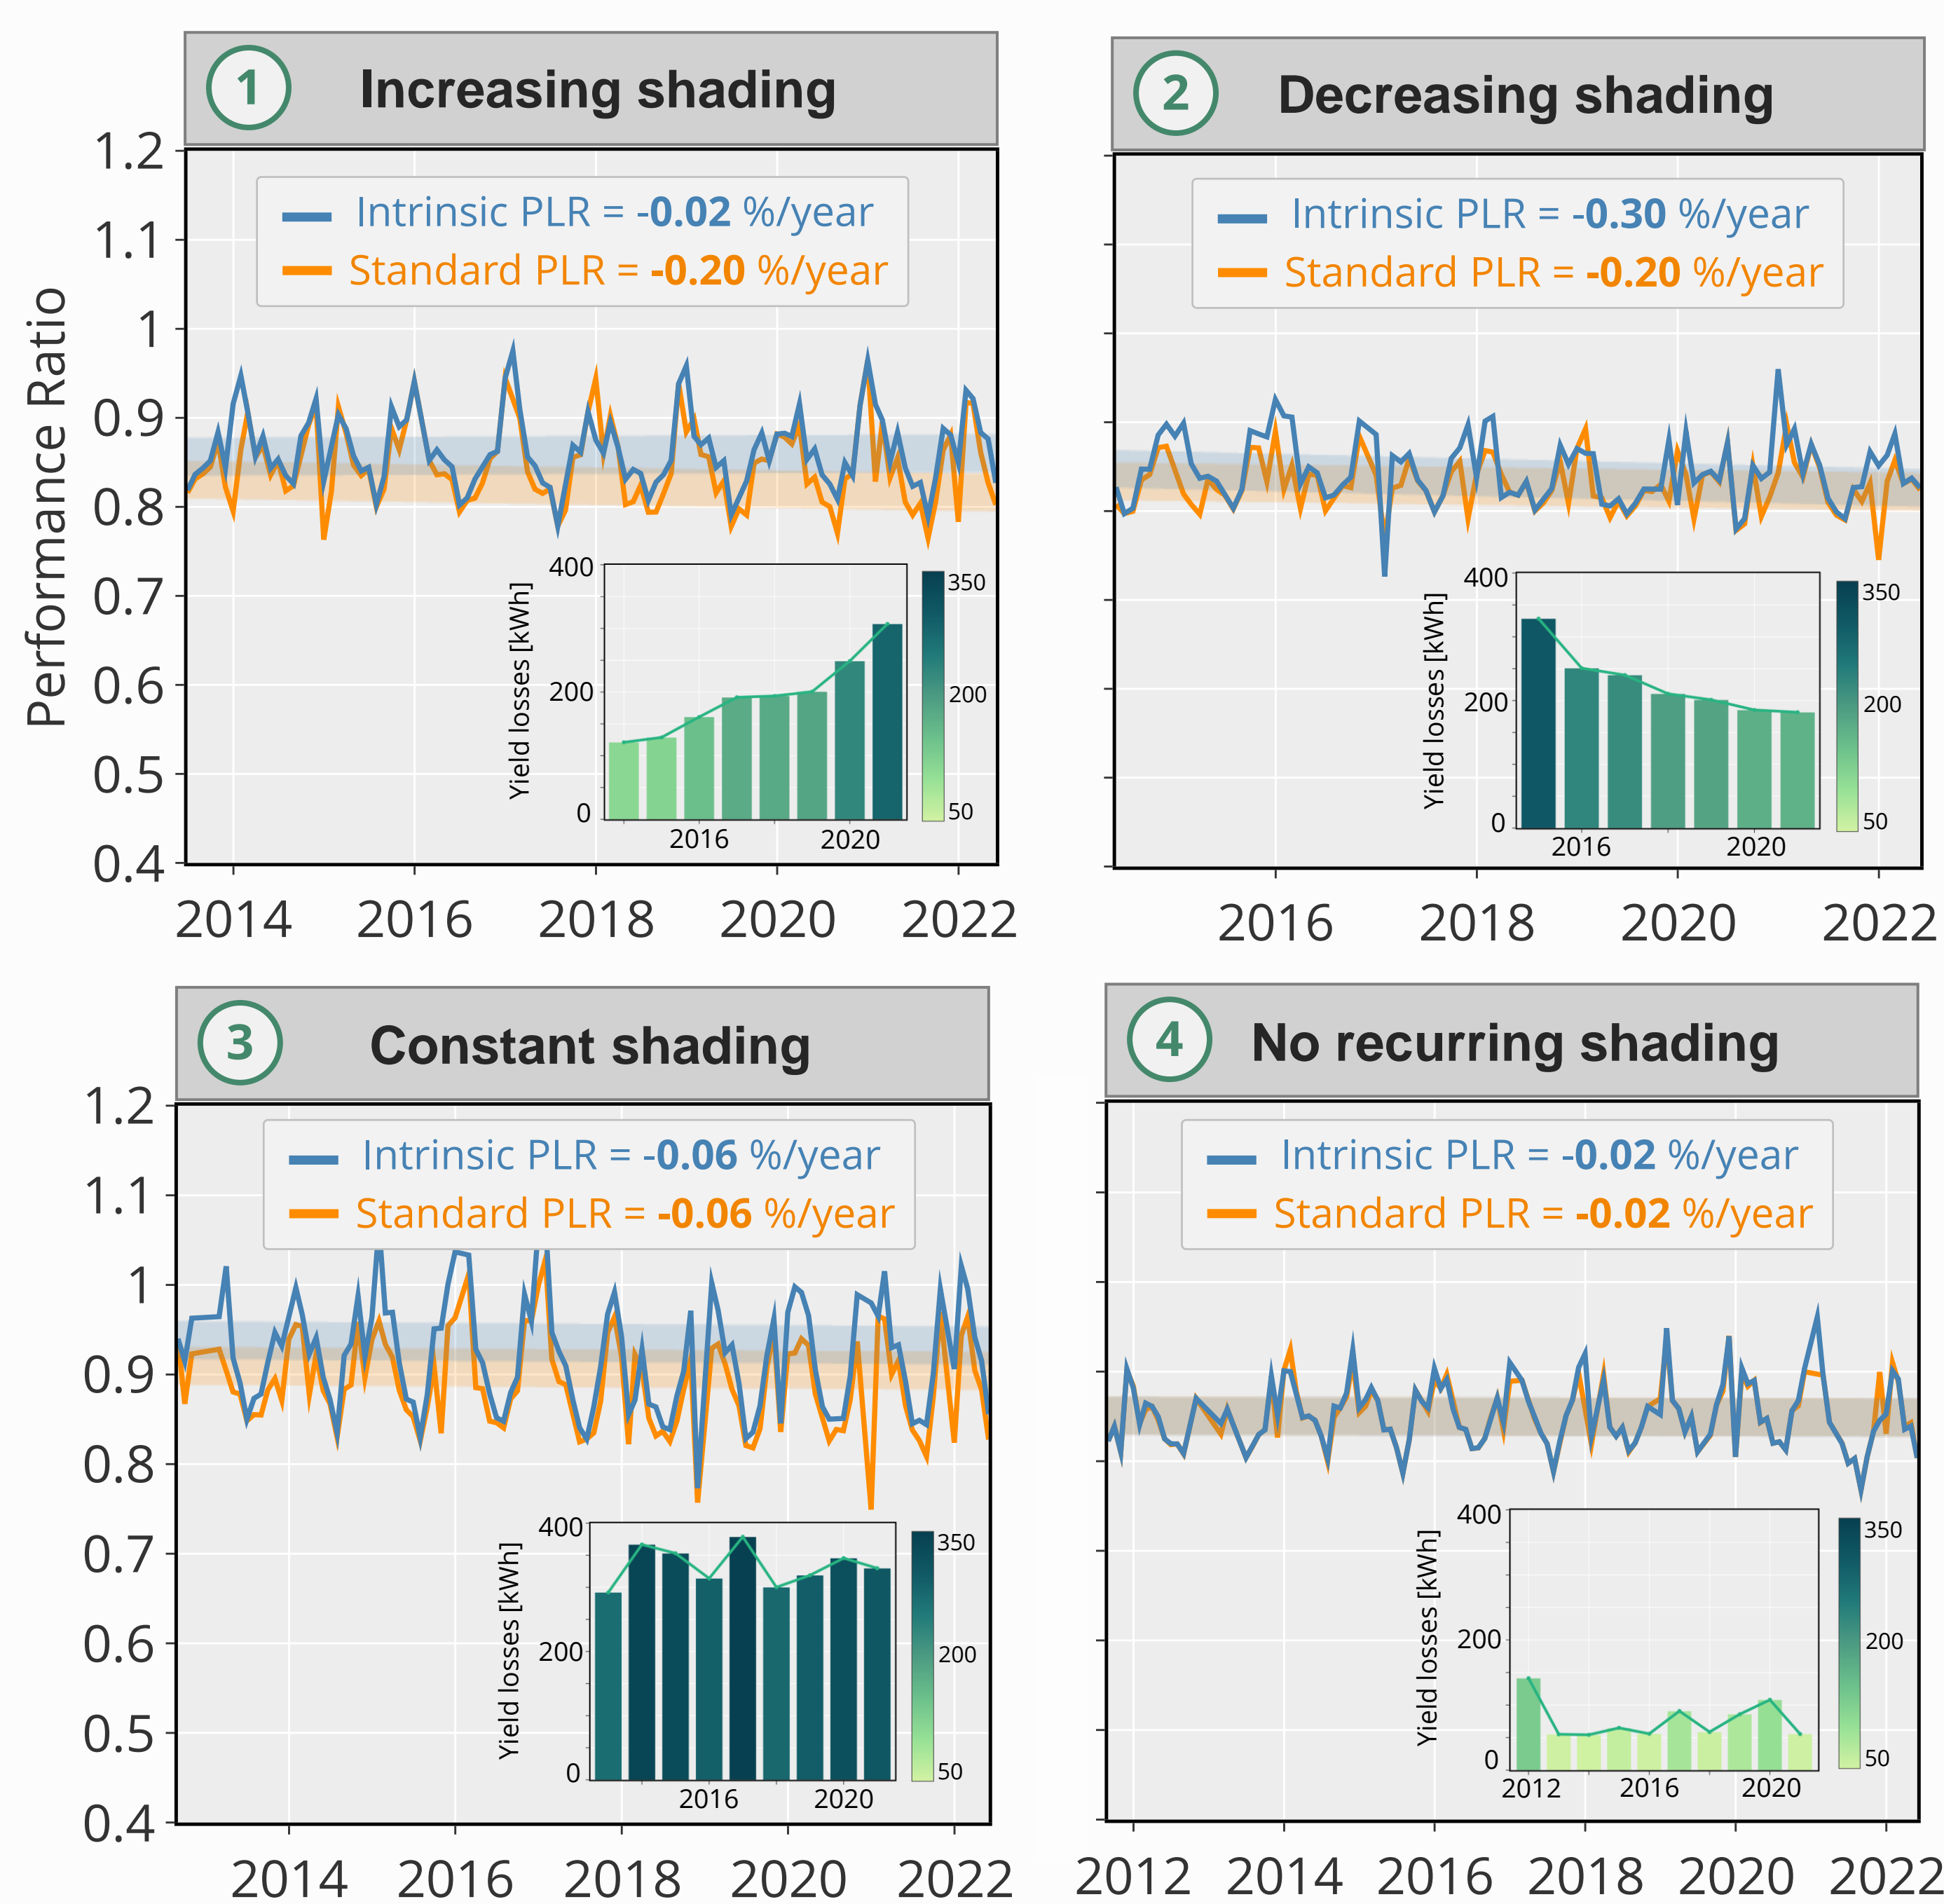 1 Increasing shading
Performance Ratio
1.2
1.1
1
0.9
0.8
0.7
0.6
0.5
0.4
Intrinsic PLR = -0.02 %/year
Standard PLR = -0.20 %/year
Yield losses [kWh]
400
200
0
2016 2020
350
200
50
2014 2016 2018 2020 2022
2 Decreasing shading
Intrinsic PLR = -0.30 %/year
Standard PLR = -0.20 %/year
Yield losses [kWh]
400
200
0
2016 2020
350
200
50
2016 2018 2020 2022
3 Constant shading
1.2
1.1
1
0.9
0.8
0.7
0.6
0.5
0.4
Intrinsic PLR = -0.06 %/year
Standard PLR = -0.06 %/year
Yield losses [kWh]
400
200
0
2016 2020
350
200
50
2014 2016 2018 2020 2022
4 No recurring shading
Intrinsic PLR = -0.02 %/year
Standard PLR = -0.02 %/year
Yield losses [kWh]
400
200
0
2012 2016 2020
350
200
50
2012 2014 2016 2018 2020 2022